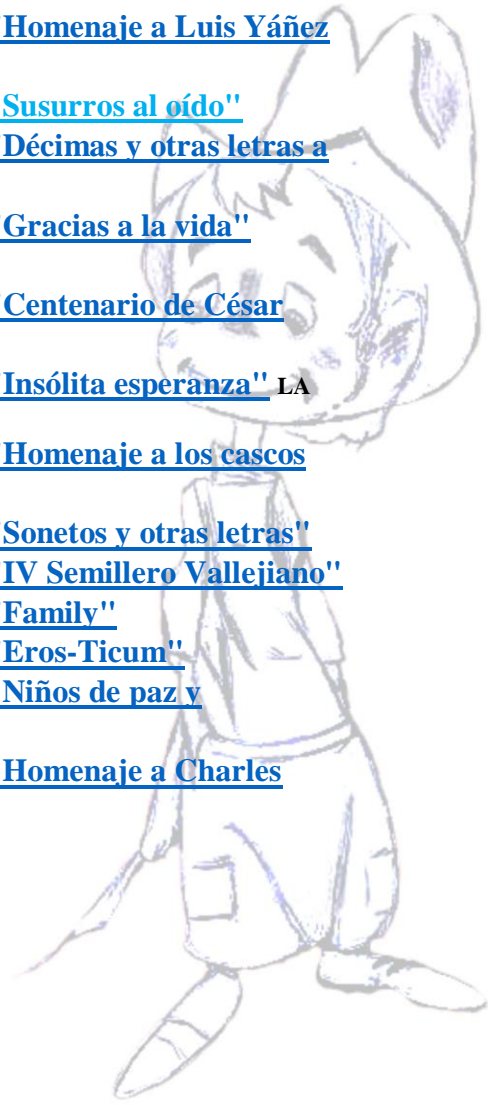 Homenaje a Luis Yáñez
Susurros al oído"
Décimas y otras letras a
Gracias a la vida"
Centenario de César
Insólita esperanza" LA
Homenaje a los cascos
Sonetos y otras letras"
IV Semillero Vallejiano"
Family"
Eros-Ticum"
Niños de paz y
Homenaje a Charles